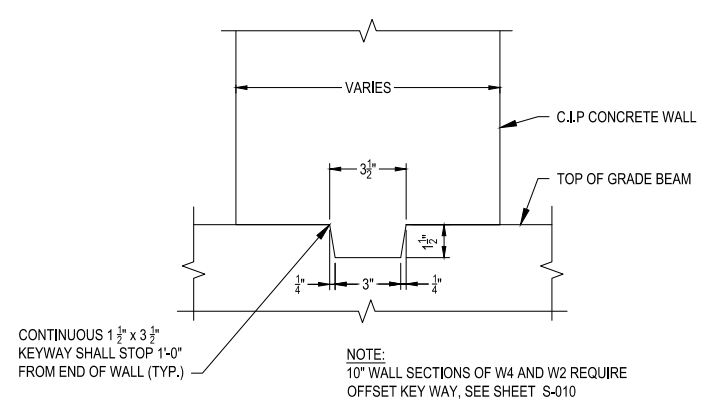 VARIES
C.I.P CONCRETE WALL
3 1/2"
TOP OF GRADE BEAM
1 1/2"
1/4"
3"
1/4"
CONTINUOUS 1 1/2" x 3 1/2"
KEYWAY SHALL STOP 1'-0"
FROM END OF WALL (TYP.)
NOTE:
10" WALL SECTIONS OF W4 AND W2 REQUIRE
OFFSET KEY WAY, SEE SHEET S-010